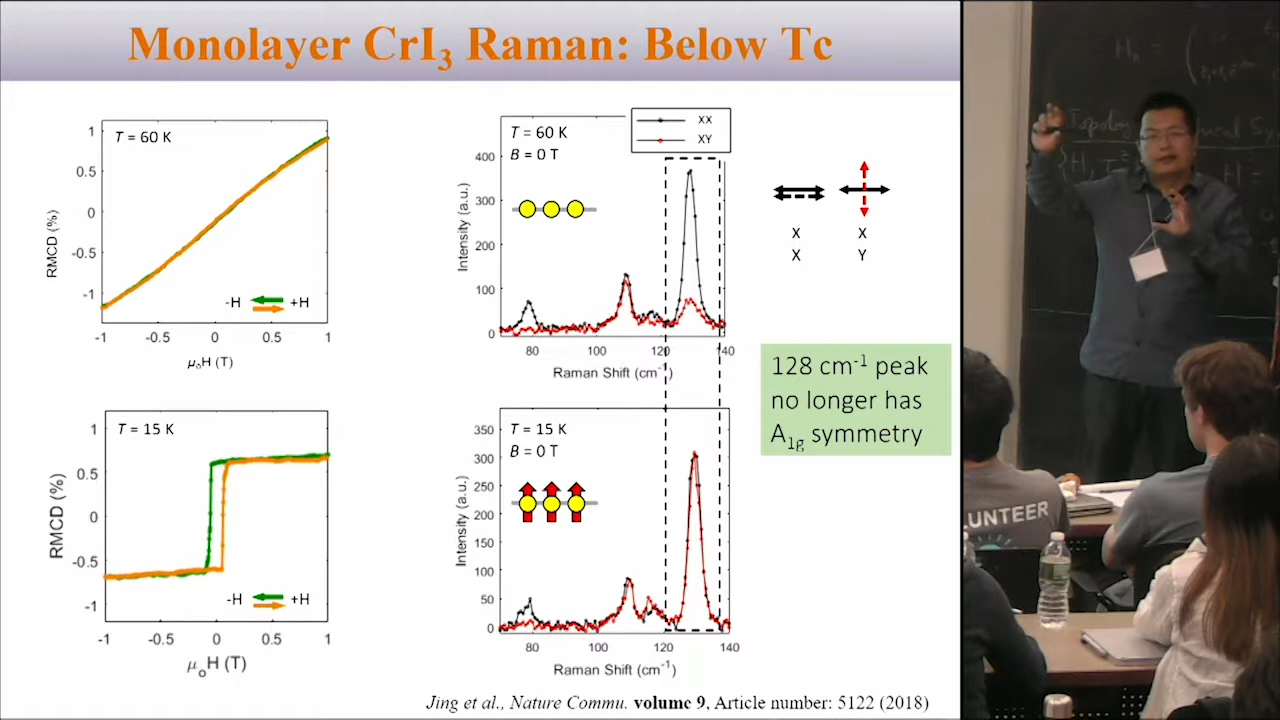 Monolayer CrI₃ Raman: Below Tc
T = 60 K
1
0.5
0
-0.5
-1
RMCD (%)
-H +H
-1 -0.5 0 0.5 1
μₒH (T)
XX
XY
T = 60 K
B = 0 T
400
300
200
100
0
Intensity (a.u.)
80 100 120 140
Raman Shift (cm⁻¹)
X X
X Y
128 cm⁻¹ peak
no longer has
A₁g symmetry
T = 15 K
1
0.5
0
-0.5
-1
RMCD (%)
-H +H
-1 -0.5 0 0.5 1
μₒH (T)
T = 15 K
B = 0 T
350
300
250
200
150
100
50
0
Intensity (a.u.)
80 100 120 140
Raman Shift (cm⁻¹)
Jing et al., Nature Commu. volume 9, Article number: 5122 (2018)